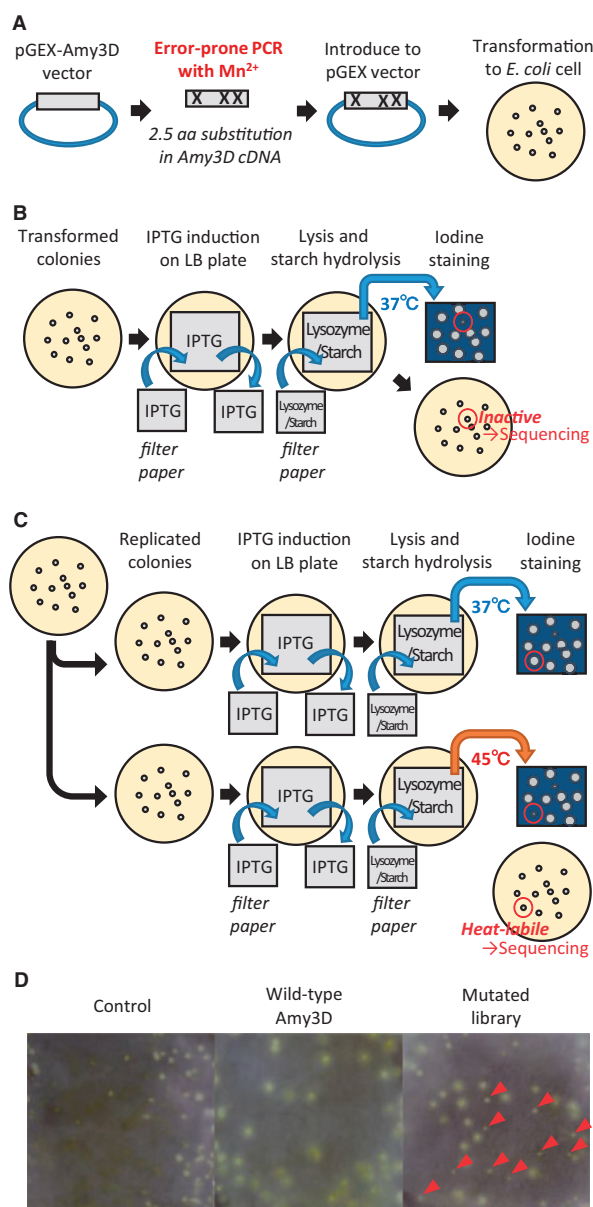 A
pGEX-Amy3D
vector
Error-prone PCR
with Mn²⁺
Introduce to
pGEX vector
Transformation
to E. coli cell
X XX
X XX
2.5 aa substitution
in Amy3D cDNA
B
Transformed
colonies
IPTG induction
on LB plate
Lysis and
starch hydrolysis
Iodine
staining
37℃
IPTG
Lysozyme
/Starch
IPTG
IPTG
Lysozyme
/Starch
filter
paper
filter
paper
Inactive
→Sequencing
C
Replicated
colonies
IPTG induction
on LB plate
Lysis and
starch hydrolysis
Iodine
staining
37℃
IPTG
Lysozyme
/Starch
IPTG
IPTG
Lysozyme
/Starch
45℃
IPTG
Lysozyme
/Starch
IPTG
IPTG
Lysozyme
/Starch
filter
paper
filter
paper
Heat-labile
→Sequencing
D
Control
Wild-type
Amy3D
Mutated
library